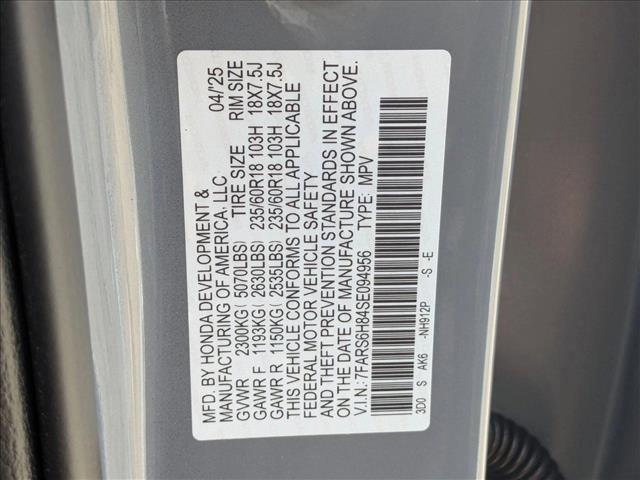 MFD. BY HONDA DEVELOPMENT &
MANUFACTURING OF AMERICA, LLC 04/'25
GVWR 2300KG( 5070LBS) TIRE SIZE RIM SIZE
GAWR F 1193KG ( 2630LBS) 235/60R18 103H 18X7.5J
GAWR R 1150KG ( 2535LBS) 235/60R18 103H 18X7.5J
THIS VEHICLE CONFORMS TO ALL APPLICABLE
FEDERAL MOTOR VEHICLE SAFETY
AND THEFT PREVENTION STANDARDS IN EFFECT
ON THE DATE OF MANUFACTURE SHOWN ABOVE.
V.I.N: 7FARS6H84SE094956 TYPE: MPV
3D0 S AK6 -NH912P -S -E